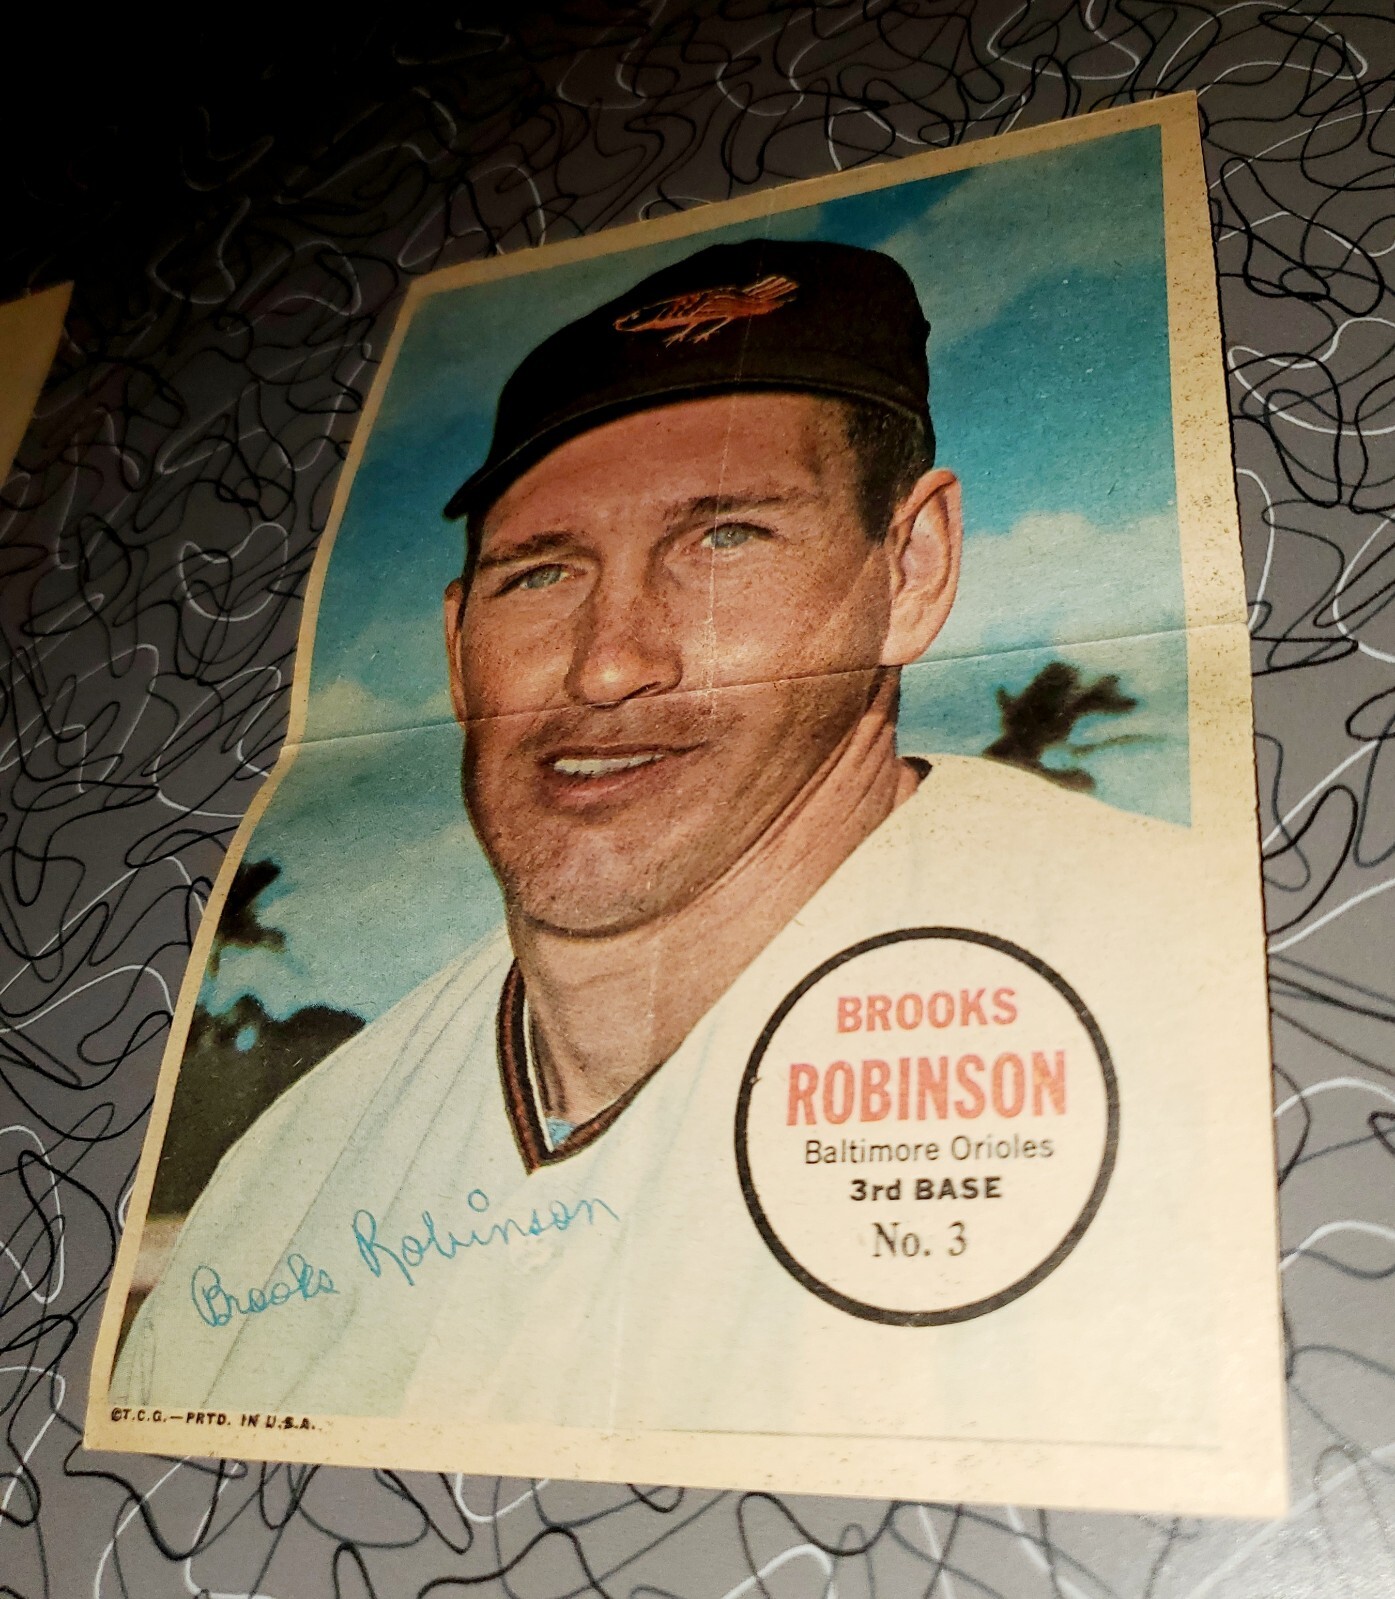 BROOKS
ROBINSON
Baltimore Orioles
3rd BASE
No. 3
Brooks Robinson
©T.C.G.—PRTD. IN U.S.A.